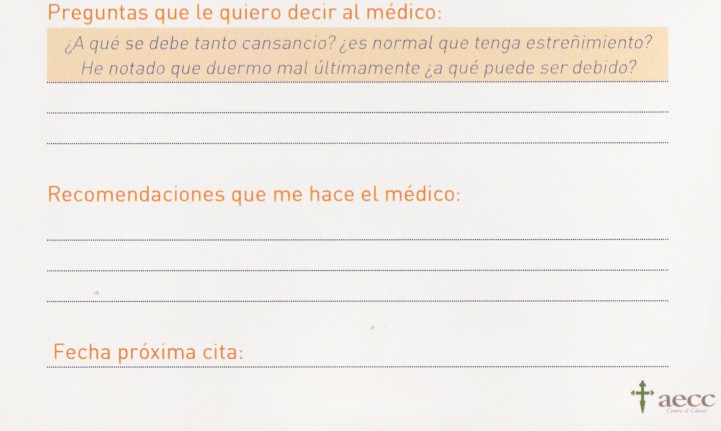 Preguntas que le quiero decir al médico:
¿A qué se debe tanto cansancio? ¿es normal que tenga estreñimiento?
He notado que duermo mal últimamente ¿a qué puede ser debido?
Recomendaciones que me hace el médico:
Fecha próxima cita:
aecc
Contra el Cáncer